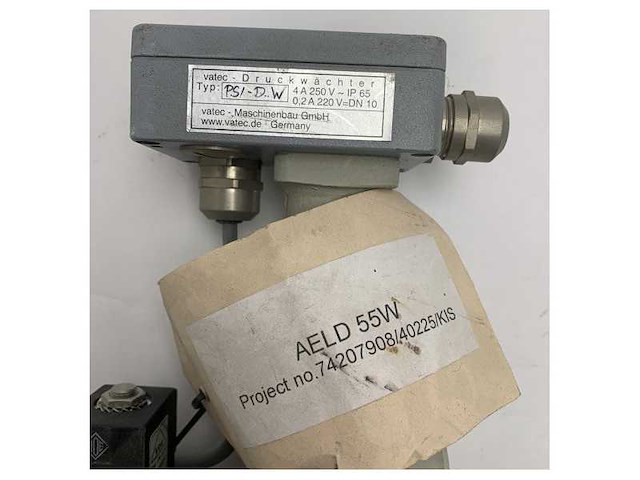 vatec - Druckwächter
Typ: PS1-D..W 4 A 250 V ~ IP 65
0,2 A 220 V=DN 10
vatec - Maschinenbau GmbH
www.vatec.de - Germany
AELD 55W
Project no.74207908/40225/KIS